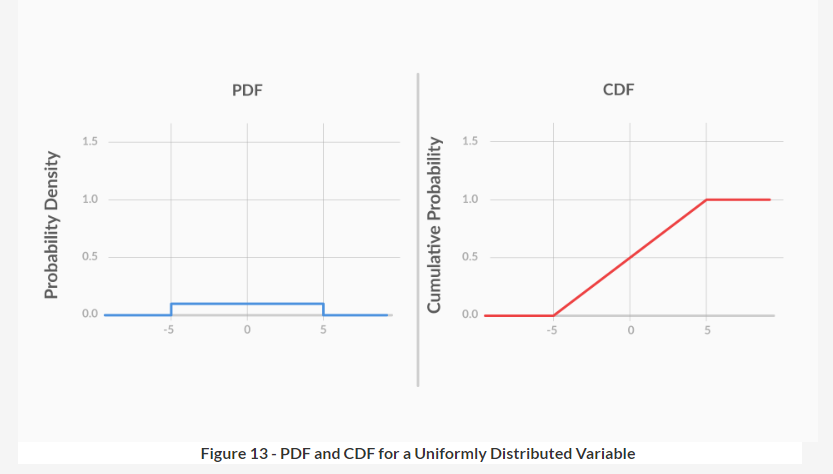 PDF
Probability Density
1.5
1.0
0.5
0.0
-5 0 5
CDF
Cumulative Probability
1.5
1.0
0.5
0.0
-5 0 5
Figure 13 - PDF and CDF for a Uniformly Distributed Variable